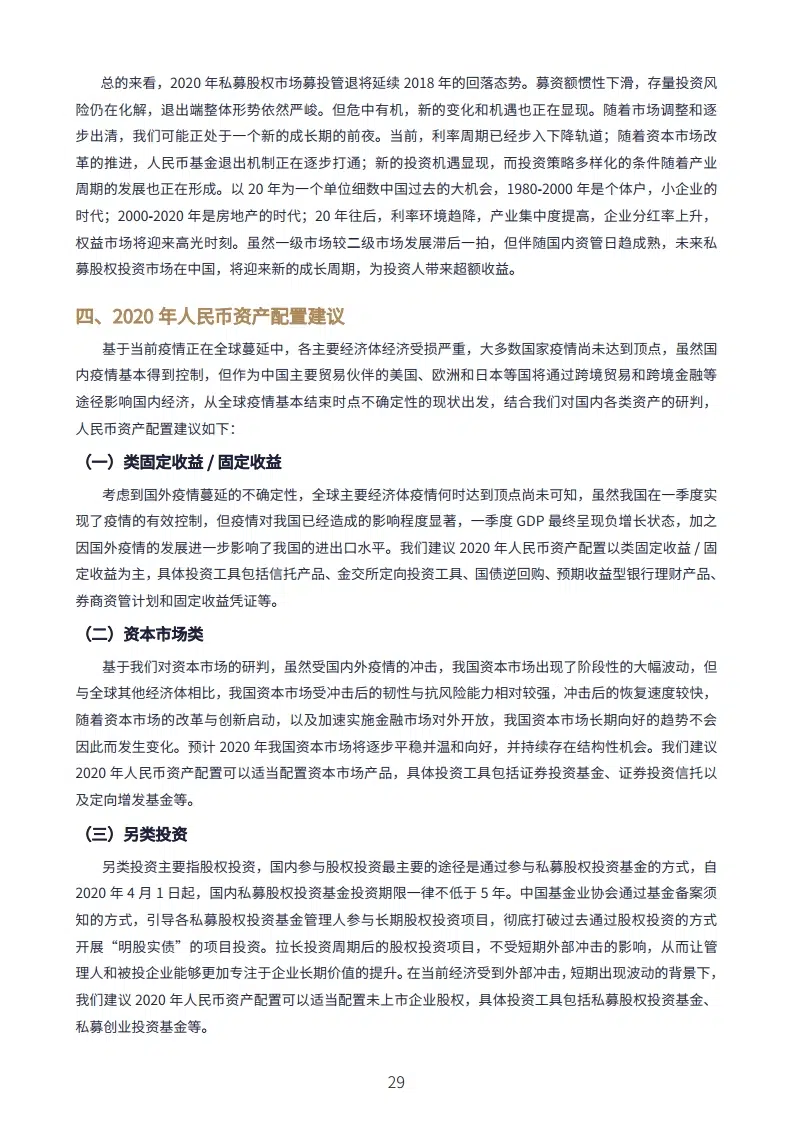 总的来看，2020 年私募股权市场募投管退将延续 2018 年的回落态势。募资额惯性下滑，存量投资风
险仍在化解，退出端整体形势依然严峻。但危中有机，新的变化和机遇也正在显现。随着市场调整和逐
步出清，我们可能正处于一个新的成长期的前夜。当前，利率周期已经步入下降轨道；随着资本市场改
革的推进，人民币基金退出机制正在逐步打通；新的投资机遇显现，而投资策略多样化的条件随着产业
周期的发展也正在形成。以 20 年为一个单位细数中国过去的大机会，1980-2000 年是个体户，小企业的
时代；2000-2020 年是房地产的时代；20 年往后，利率环境趋降，产业集中度提高，企业分红率上升，
权益市场将迎来高光时刻。虽然一级市场较二级市场发展滞后一拍，但伴随国内资管日趋成熟，未来私
募股权投资市场在中国，将迎来新的成长周期，为投资人带来超额收益。
四、2020 年人民币资产配置建议
基于当前疫情正在全球蔓延中，各主要经济体经济受损严重，大多数国家疫情尚未达到顶点，虽然国
内疫情基本得到控制，但作为中国主要贸易伙伴的美国、欧洲和日本等国将通过跨境贸易和跨境金融等
途径影响国内经济，从全球疫情基本结束时点不确定性的现状出发，结合我们对国内各类资产的研判，
人民币资产配置建议如下：
（一）类固定收益 / 固定收益
考虑到国外疫情蔓延的不确定性，全球主要经济体疫情何时达到顶点尚未可知，虽然我国在一季度实
现了疫情的有效控制，但疫情对我国已经造成的影响程度显著，一季度 GDP 最终呈现负增长状态，加之
因国外疫情的发展进一步影响了我国的进出口水平。我们建议 2020 年人民币资产配置以类固定收益 / 固
定收益为主，具体投资工具包括信托产品、金交所定向投资工具、国债逆回购、预期收益型银行理财产品、
券商资管计划和固定收益凭证等。
（二）资本市场类
基于我们对资本市场的研判，虽然受国内外疫情的冲击，我国资本市场出现了阶段性的大幅波动，但
与全球其他经济体相比，我国资本市场受冲击后的韧性与抗风险能力相对较强，冲击后的恢复速度较快，
随着资本市场的改革与创新启动，以及加速实施金融市场对外开放，我国资本市场长期向好的趋势不会
因此而发生变化。预计 2020 年我国资本市场将逐步平稳并温和向好，并持续存在结构性机会。我们建议
2020 年人民币资产配置可以适当配置资本市场产品，具体投资工具包括证券投资基金、证券投资信托以
及定向增发基金等。
（三）另类投资
另类投资主要指股权投资，国内参与股权投资最主要的途径是通过参与私募股权投资基金的方式，自
2020 年 4 月 1 日起，国内私募股权投资基金投资期限一律不低于 5 年。中国基金业协会通过基金备案须
知的方式，引导各私募股权投资基金管理人参与长期股权投资项目，彻底打破过去通过股权投资的方式
开展“明股实债”的项目投资。拉长投资周期后的股权投资项目，不受短期外部冲击的影响，从而让管
理人和被投企业能够更加专注于企业长期价值的提升。在当前经济受到外部冲击，短期出现波动的背景下，
我们建议 2020 年人民币资产配置可以适当配置未上市企业股权，具体投资工具包括私募股权投资基金、
私募创业投资基金等。
29